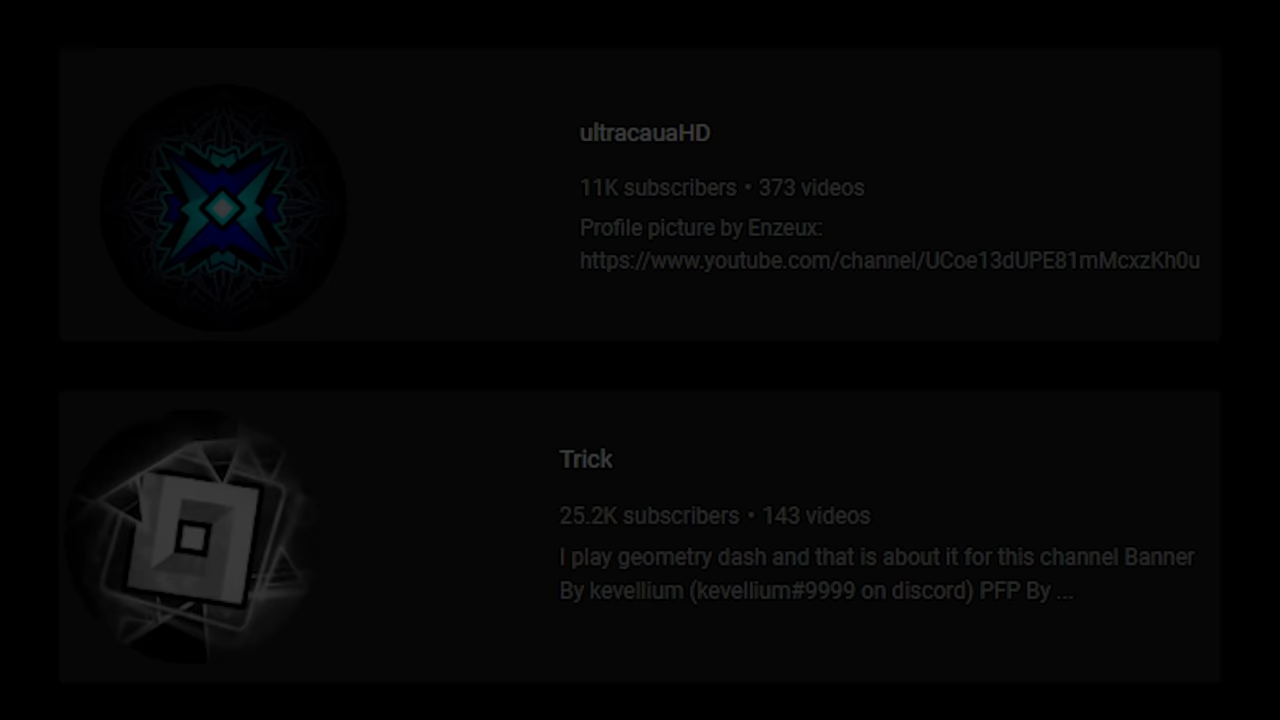 ultracauaHD
11K subscribers • 373 videos
Profile picture by Enzeux:
https://www.youtube.com/channel/UCoe13dUPE81mMcxzKh0u
Trick
25.2K subscribers • 143 videos
I play geometry dash and that is about it for this channel Banner
By kevellium (kevellium#9999 on discord) PFP By ...